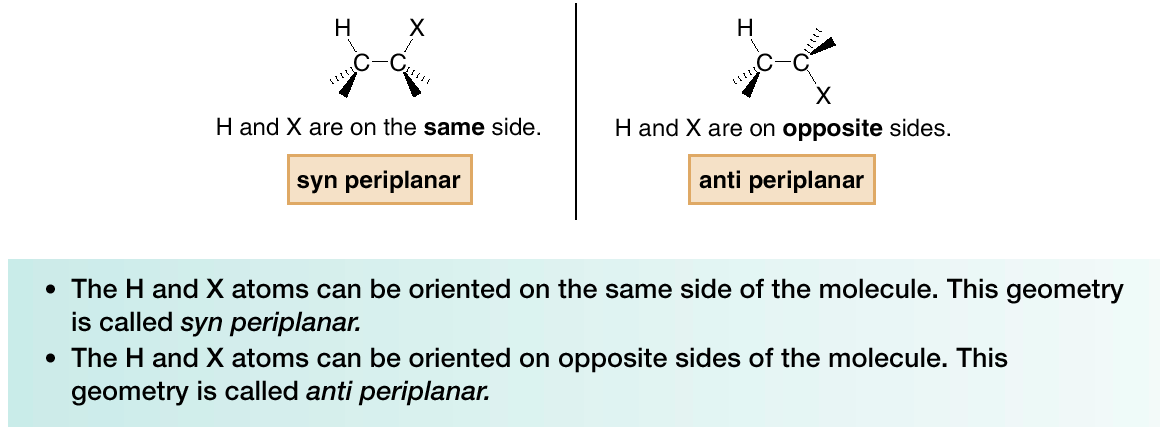 H X
C C
H and X are on the same side.
syn periplanar
H
C C
X
H and X are on opposite sides.
anti periplanar
• The H and X atoms can be oriented on the same side of the molecule. This geometry
is called syn periplanar.
• The H and X atoms can be oriented on opposite sides of the molecule. This
geometry is called anti periplanar.